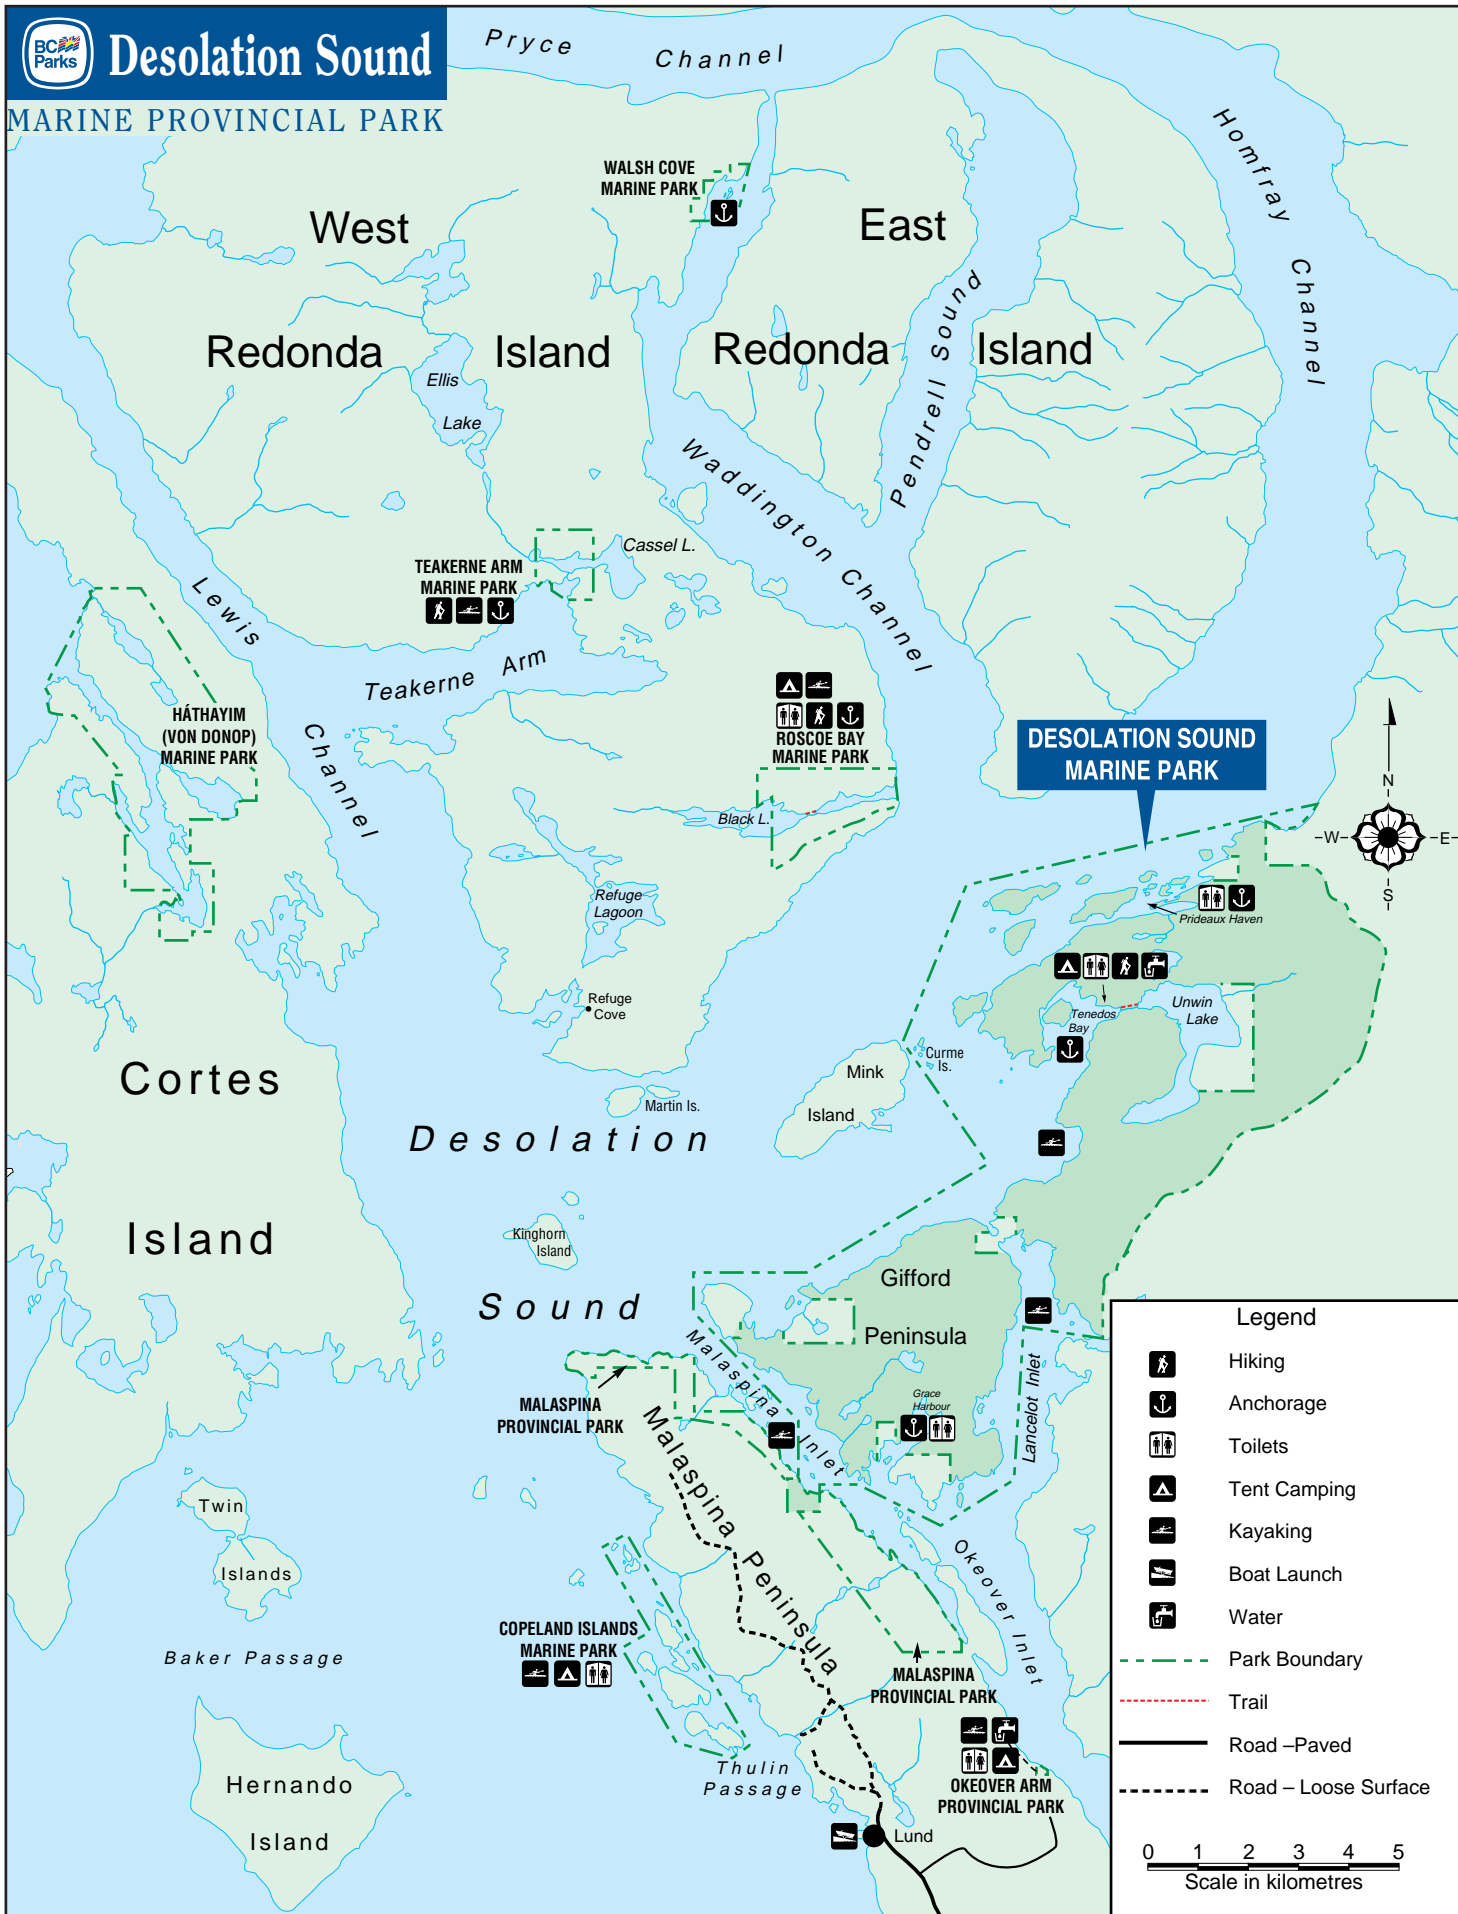 BC
Parks
Desolation Sound
MARINE PROVINCIAL PARK
Pryce Channel
Homfray Channel
WALSH COVE
MARINE PARK
West
Redonda Island
East
Redonda Island
Pendrell Sound
Ellis
Lake
Waddington Channel
Cassel L.
TEAKERNE ARM
MARINE PARK
Lewis Channel
Teakerne Arm
HÁTHAYIM
(VON DONOP)
MARINE PARK
ROSCOE BAY
MARINE PARK
Black L.
DESOLATION SOUND
MARINE PARK
N
W
E
S
Refuge
Lagoon
Prideaux Haven
Refuge
Cove
Tenedos
Bay
Unwin
Lake
Curme
Is.
Mink
Island
Martin Is.
Cortes
Island
Desolation
Sound
Kinghorn
Island
Gifford
Peninsula
Malaspina Inlet
Lancelot Inlet
Grace
Harbour
MALASPINA
PROVINCIAL PARK
Malaspina Peninsula
Twin
Islands
Okeover Inlet
COPELAND ISLANDS
MARINE PARK
Baker Passage
MALASPINA
PROVINCIAL PARK
Thulin
Passage
OKEOVER ARM
PROVINCIAL PARK
Hernando
Island
Lund
Legend
Hiking
Anchorage
Toilets
Tent Camping
Kayaking
Boat Launch
Water
Park Boundary
Trail
Road –Paved
Road – Loose Surface
0 1 2 3 4 5
Scale in kilometres